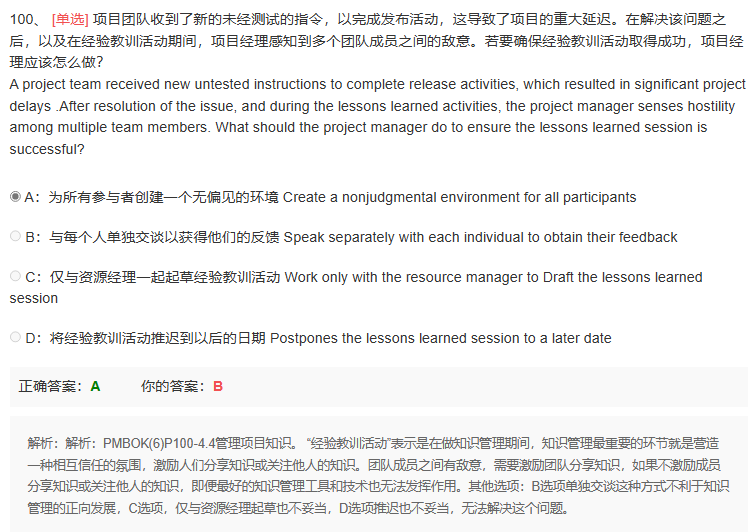 100、 [单选] 项目团队收到了新的未经测试的指令，以完成发布活动，这导致了项目的重大延迟。在解决该问题之
后，以及在经验教训活动期间，项目经理感知到多个团队成员之间的敌意。若要确保经验教训活动取得成功，项目经
理应该怎么做?
A project team received new untested instructions to complete release activities, which resulted in significant project
delays .After resolution of the issue, and during the lessons learned activities, the project manager senses hostility
among multiple team members. What should the project manager do to ensure the lessons learned session is
successful?
A：为所有参与者创建一个无偏见的环境 Create a nonjudgmental environment for all participants
B：与每个人单独交谈以获得他们的反馈 Speak separately with each individual to obtain their feedback
C：仅与资源经理一起起草经验教训活动 Work only with the resource manager to Draft the lessons learned
session
D：将经验教训活动推迟到以后的日期 Postpones the lessons learned session to a later date
正确答案：A 你的答案：B
解析：解析：PMBOK(6)P100-4.4管理项目知识。 “经验教训活动”表示是在做知识管理期间，知识管理最重要的环节就是营造
一种相互信任的氛围，激励人们分享知识或关注他人的知识。团队成员之间有敌意，需要激励团队分享知识，如果不激励成员
分享知识或关注他人的知识，即便最好的知识管理工具和技术也无法发挥作用。其他选项：B选项单独交谈这种方式不利于知识
管理的正向发展，C选项，仅与资源经理起草也不妥当，D选项推迟也不妥当，无法解决这个问题。